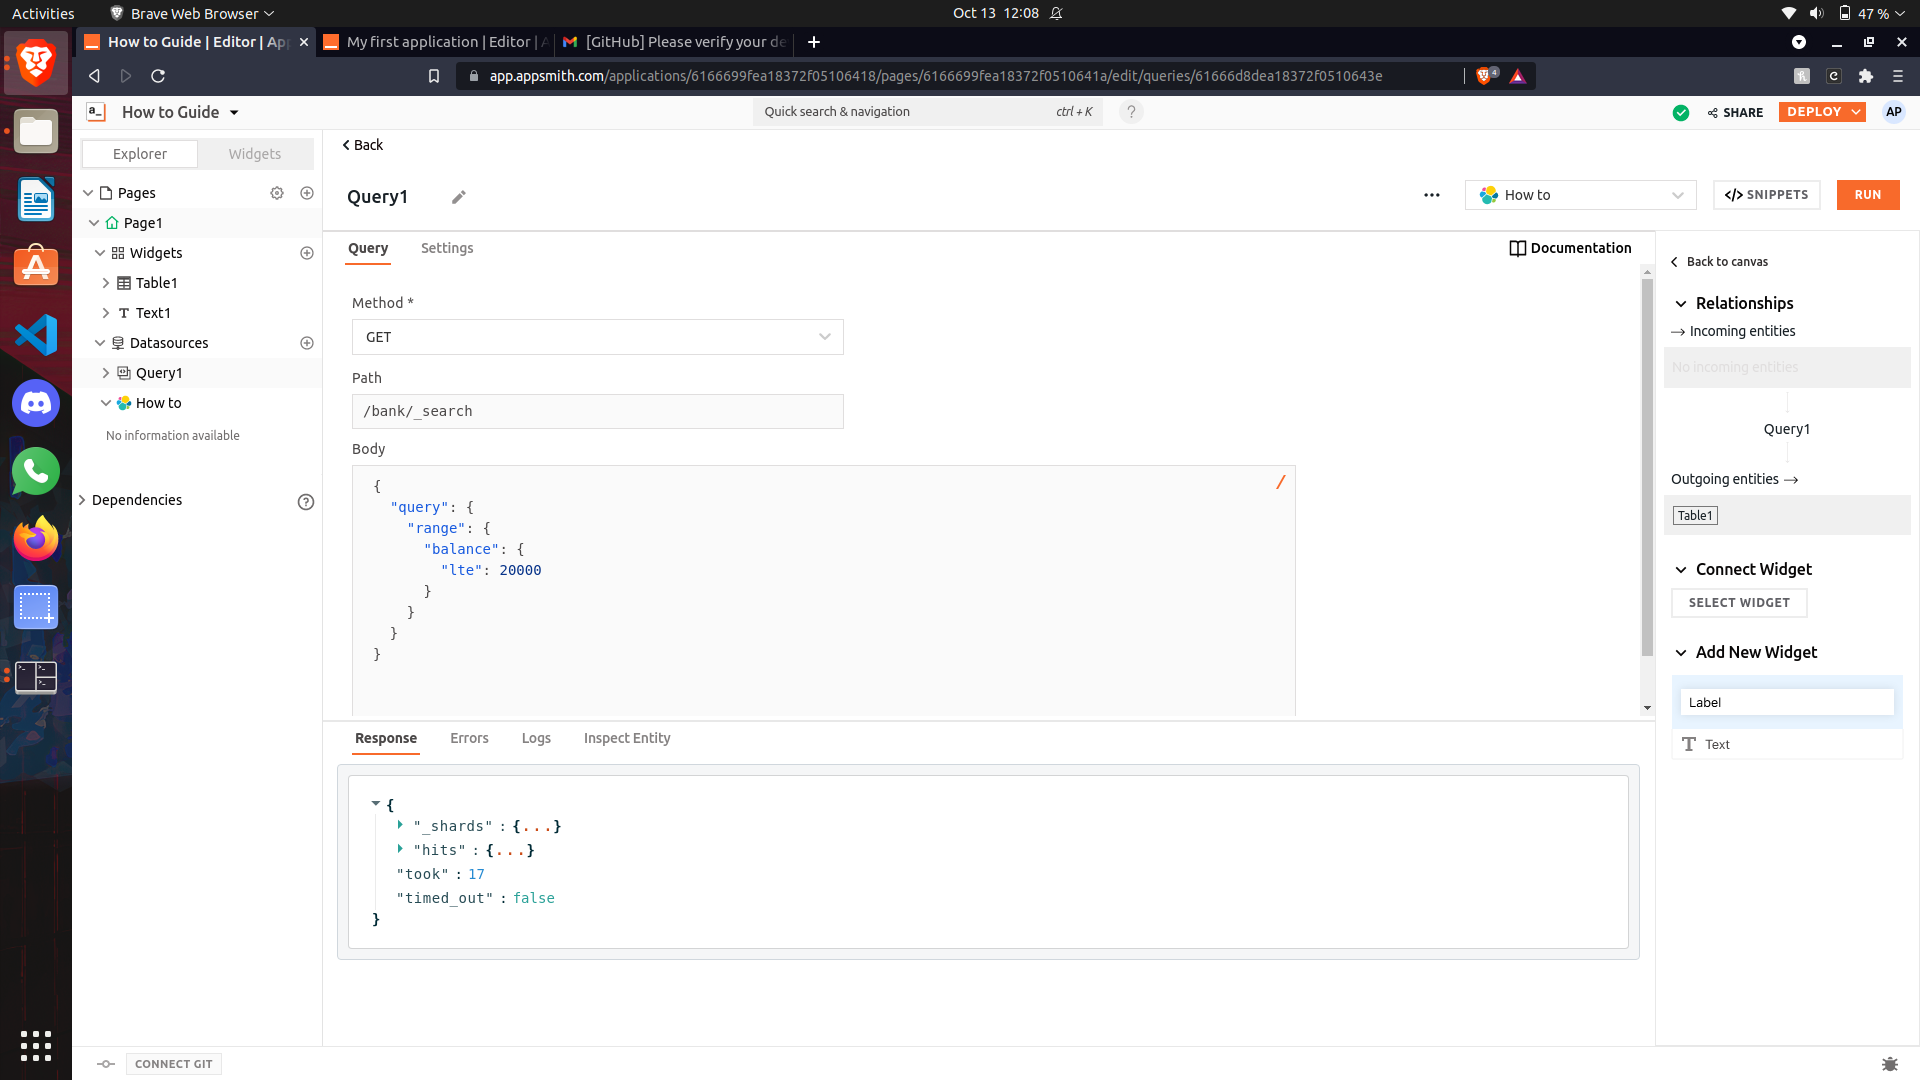 Activities
Brave Web Browser
Oct 13 12:08
47 %
How to Guide | Editor | Ap
My first application | Editor | A
[GitHub] Please verify your de
app.appsmith.com/applications/6166699fea18372f05106418/pages/6166699fea18372f0510641a/edit/queries/61666d8dea18372f0510643e
4
a_
How to Guide
Quick search & navigation
ctrl + K
?
SHARE
DEPLOY
AP
Explorer
Widgets
Back
Pages
Page1
Widgets
Table1
Text1
Datasources
Query1
How to
No information available
Dependencies
?
Query1
How to
</> SNIPPETS
RUN
Query
Settings
Documentation
Method *
GET
Path
/bank/_search
Body
/
{
"query": {
"range": {
"balance": {
"lte": 20000
}
}
}
}
Response
Errors
Logs
Inspect Entity
{
"_shards" : {...}
"hits" : {...}
"took" : 17
"timed_out" : false
}
Back to canvas
Relationships
→ Incoming entities
No incoming entities
Query1
Outgoing entities →
Table1
Connect Widget
SELECT WIDGET
Add New Widget
Label
Text
CONNECT GIT